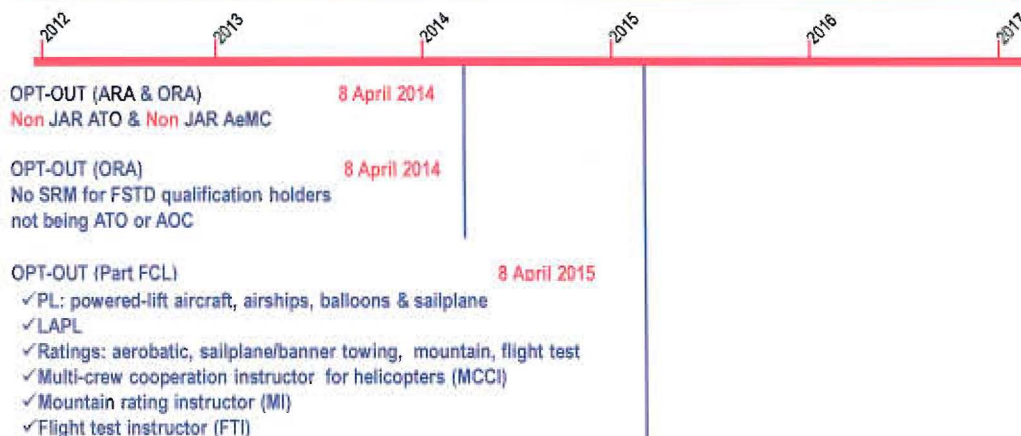 2012 2013 2014 2015 2016 2017
OPT-OUT (ARA & ORA) 8 April 2014
Non JAR ATO & Non JAR AeMC
OPT-OUT (ORA) 8 April 2014
No SRM for FSTD qualification holders
not being ATO or AOC
OPT-OUT (Part FCL) 8 April 2015
✓PL: powered-lift aircraft, airships, balloons & sailplane
✓LAPL
✓Ratings: aerobatic, sailplane/banner towing, mountain, flight test
✓Multi-crew cooperation instructor for helicopters (MCCI)
✓Mountain rating instructor (MI)
✓Flight test instructor (FTI)